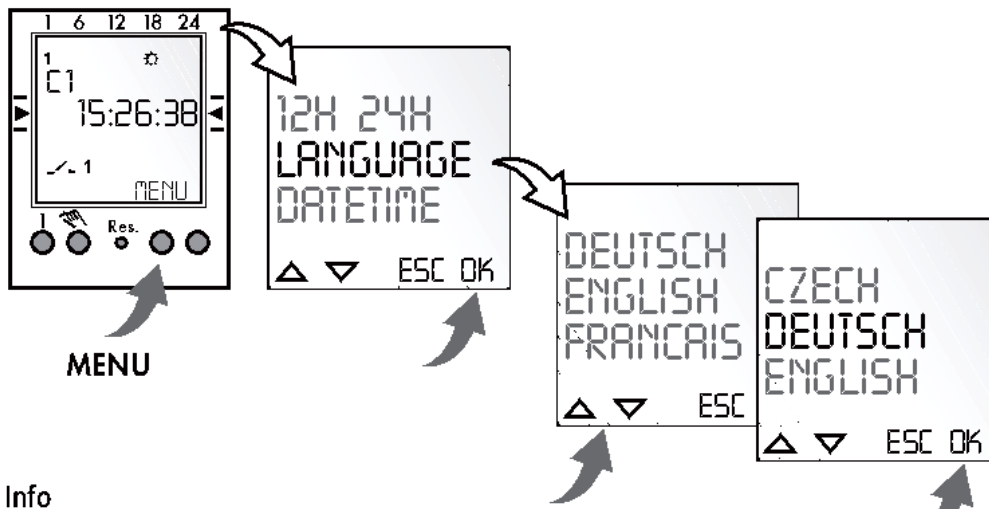 1 6 12 18 24
1
C1
15:26:38
1
MENU
1 Res.
MENU
12H 24H
LANGUAGE
DATETIME
ESC OK
DEUTSCH
ENGLISH
FRANCAIS
ESC
CZECH
DEUTSCH
ENGLISH
ESC OK
Info